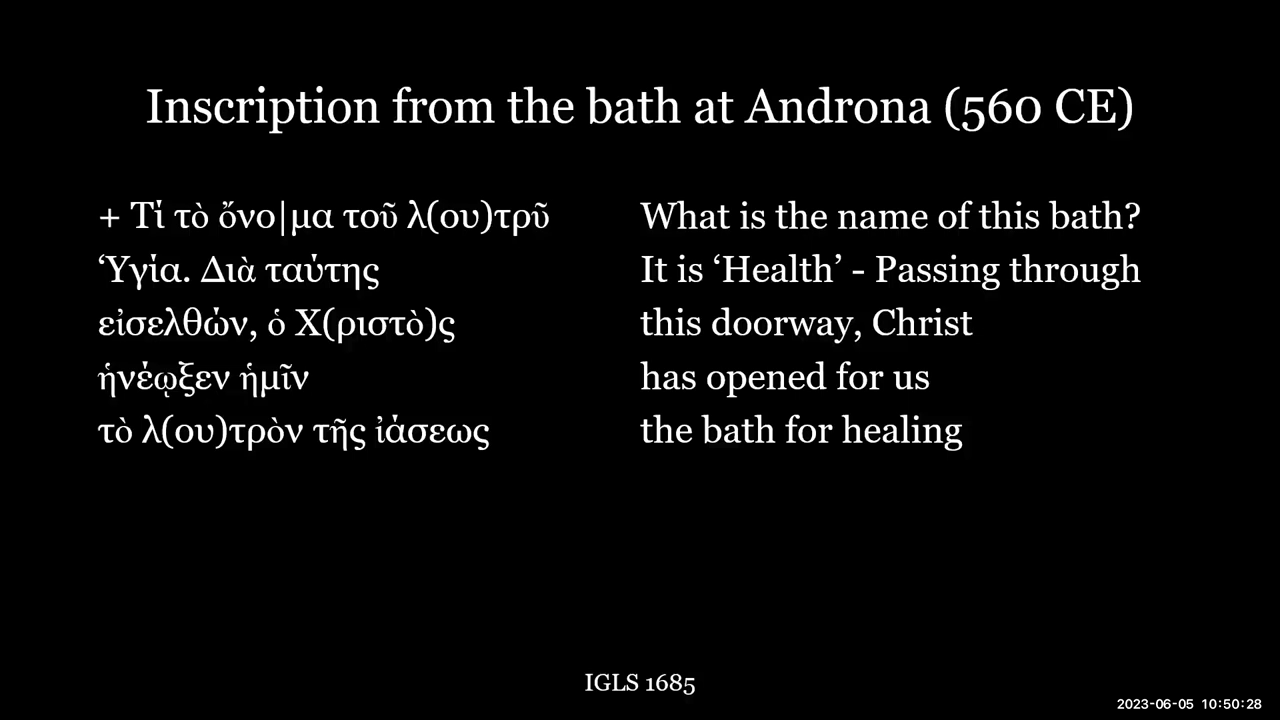 Inscription from the bath at Androna (560 CE)
+ Τί τὸ ὄνο|μα τοῦ λ(ου)τρῦ
Ὑγία. Διὰ ταύτης
εἰσελθών, ὁ Χ(ριστὸ)ς
ἠνέῳξεν ἡμῖν
τὸ λ(ου)τρὸν τῆς ἰάσεως
What is the name of this bath?
It is ‘Health’ - Passing through
this doorway, Christ
has opened for us
the bath for healing
IGLS 1685
2023-06-05 10:50:28